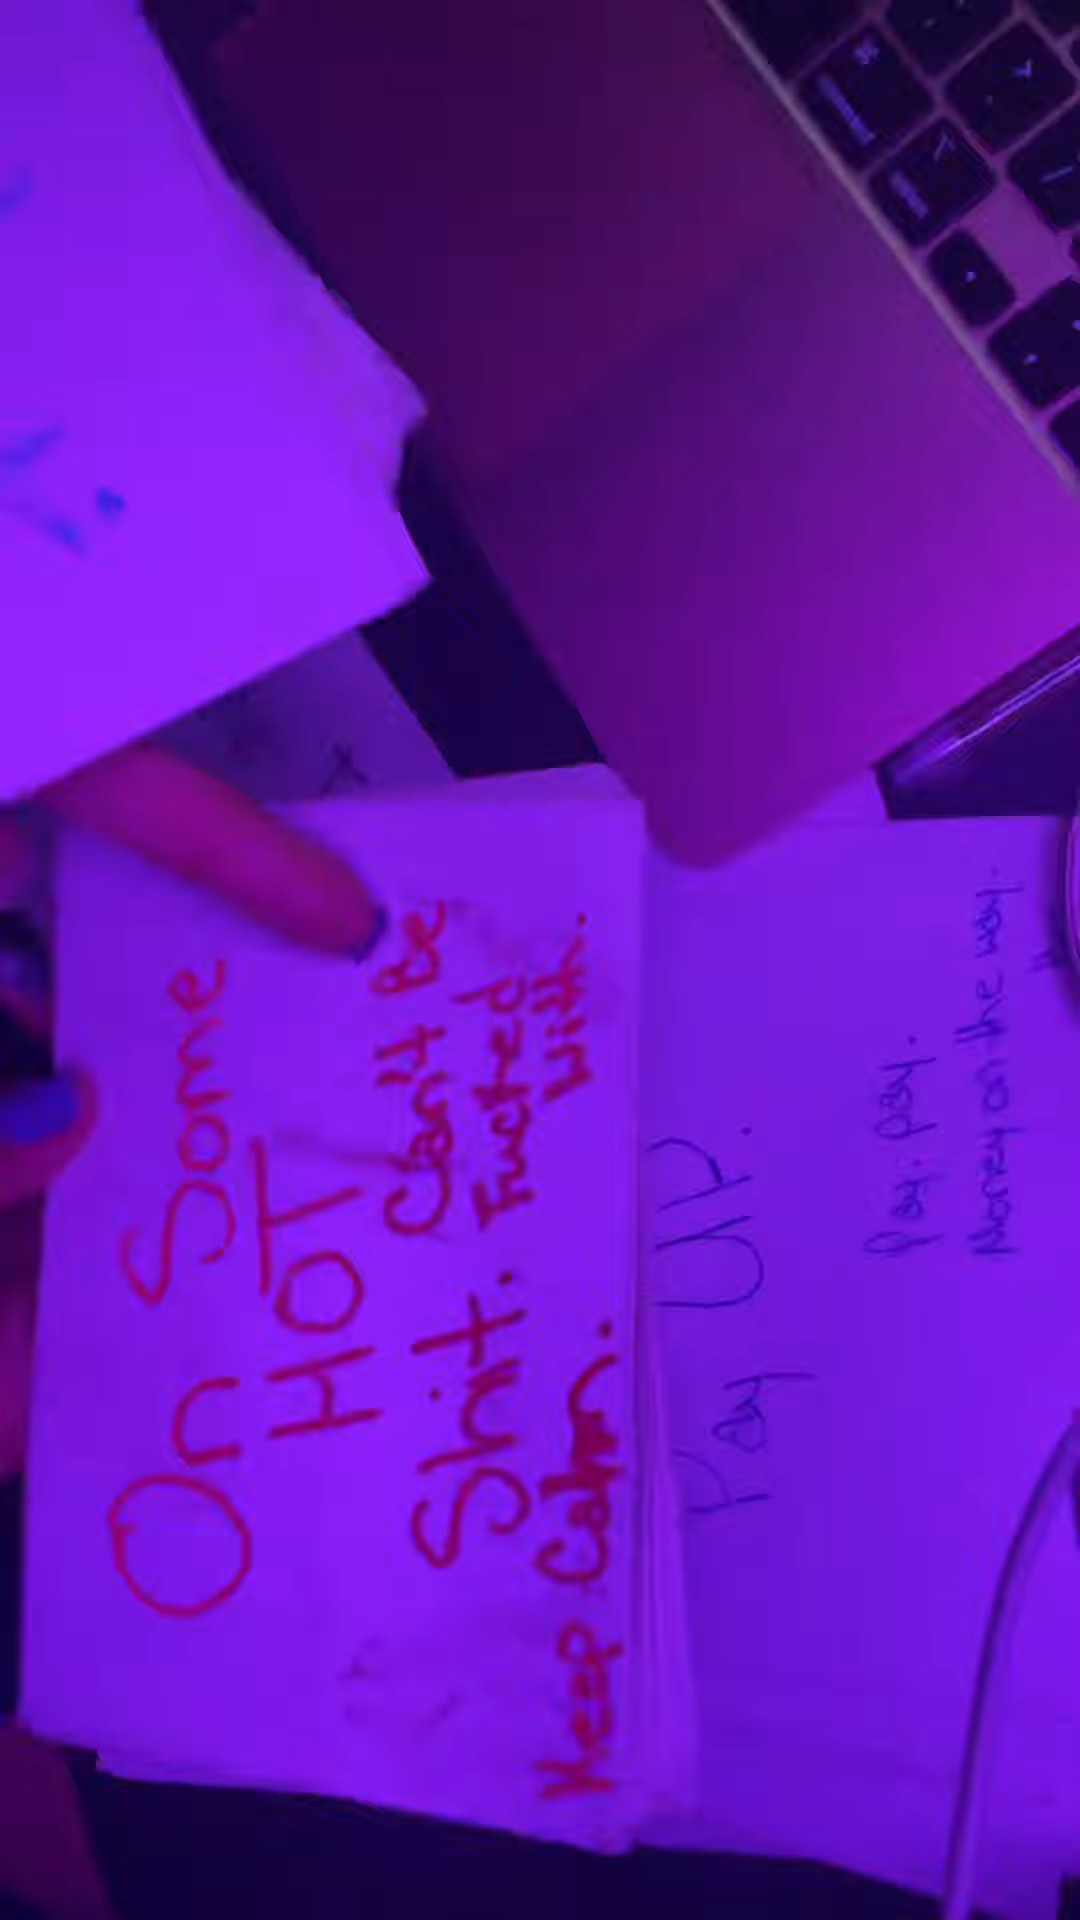 On Some
HOT
Can't Be
Shit. Fucked
With.
Keep Calm.
Pay UP.
Pay. Pay.
Money on the way.